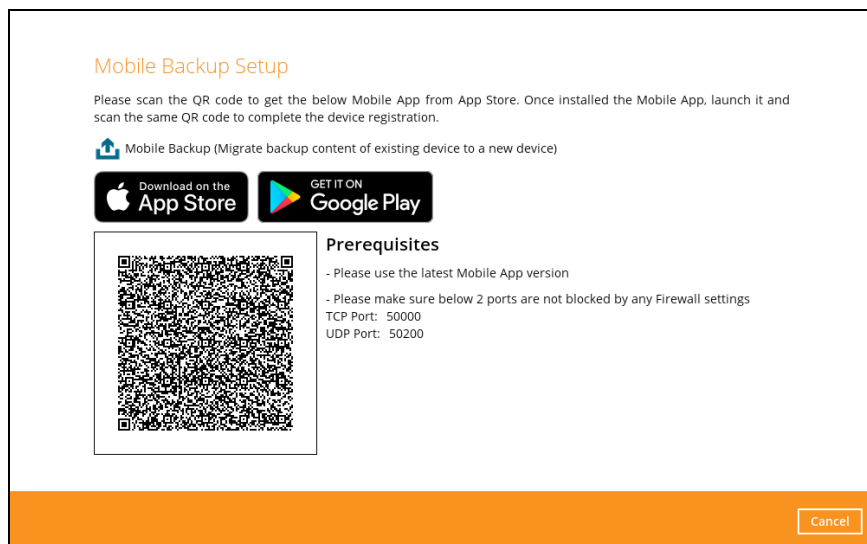 Mobile Backup Setup
Please scan the QR code to get the below Mobile App from App Store. Once installed the Mobile App, launch it and
scan the same QR code to complete the device registration.
Mobile Backup (Migrate backup content of existing device to a new device)
Download on the
App Store
GET IT ON
Google Play
Prerequisites
- Please use the latest Mobile App version
- Please make sure below 2 ports are not blocked by any Firewall settings
TCP Port: 50000
UDP Port: 50200
Cancel